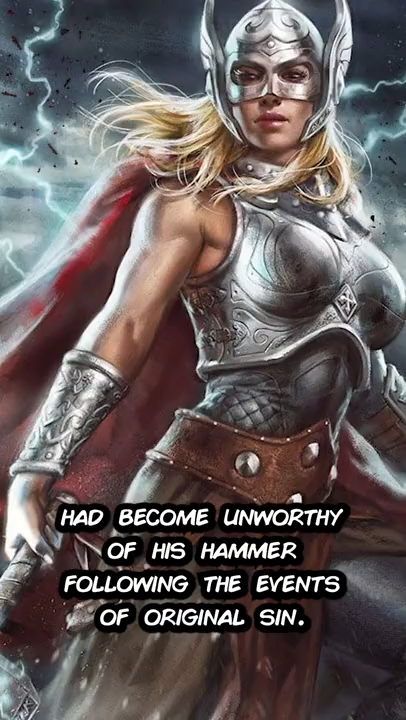 HAD BECOME UNWORTHY
OF HIS HAMMER
FOLLOWING THE EVENTS
OF ORIGINAL SIN.